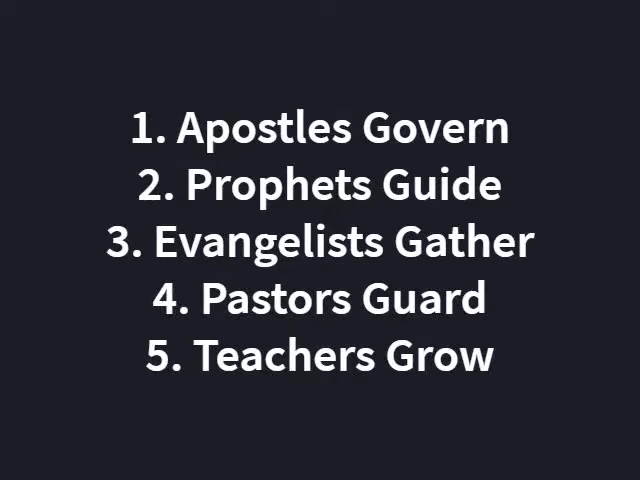 1. Apostles Govern
2. Prophets Guide
3. Evangelists Gather
4. Pastors Guard
5. Teachers Grow